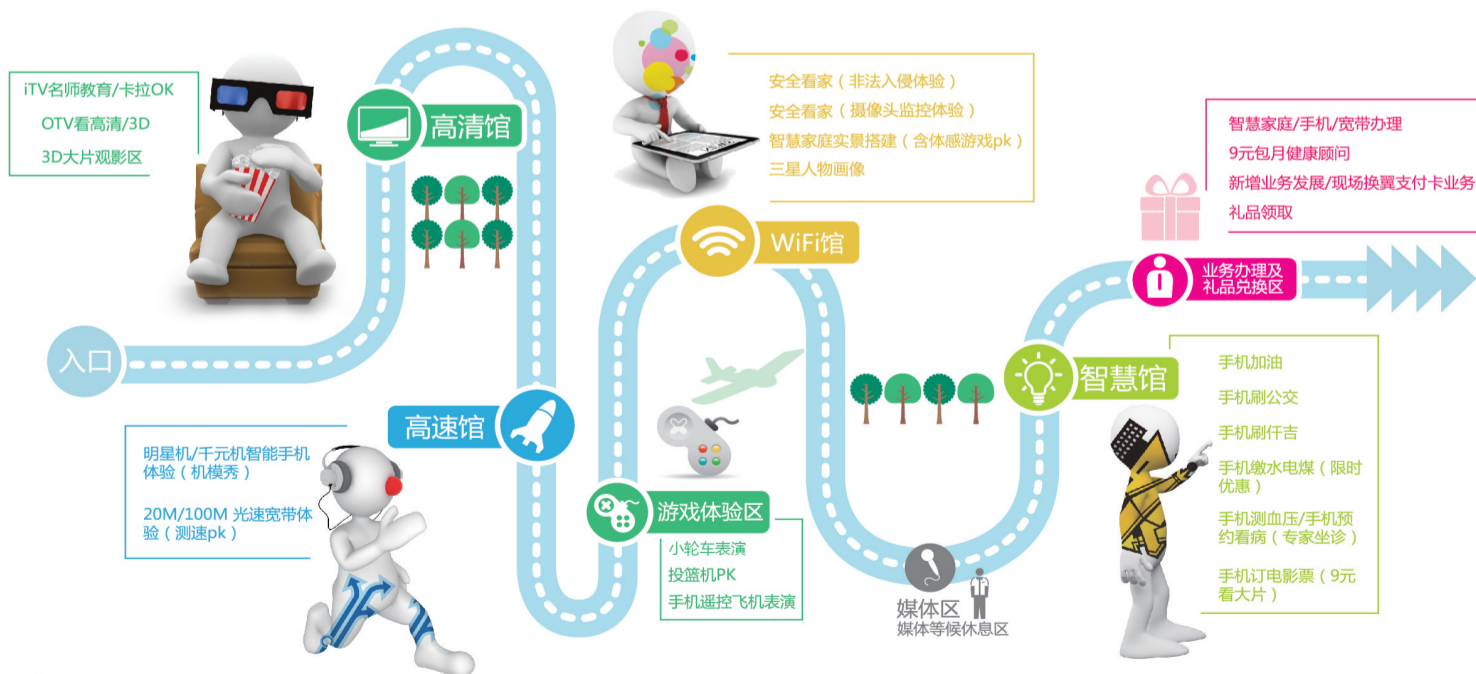 入口
iTV名师教育/卡拉OK
OTV看高清/3D
3D大片观影区
高清馆
高速馆
明星机/千元机智能手机
体验（机模秀）
20M/100M 光速宽带体
验（测速pk）
游戏体验区
小轮车表演
投篮机PK
手机遥控飞机表演
安全看家（非法入侵体验）
安全看家（摄像头监控体验）
智慧家庭实景搭建（含体感游戏pk）
三星人物画像
WiFi馆
媒体区
媒体等候休息区
智慧馆
手机加油
手机刷公交
手机刷仟吉
手机缴水电煤（限时
优惠）
手机测血压/手机预
约看病（专家坐诊）
手机订电影票（9元
看大片）
智慧家庭/手机/宽带办理
9元包月健康顾问
新增业务发展/现场换翼支付卡业务
礼品领取
业务办理及
礼品兑换区